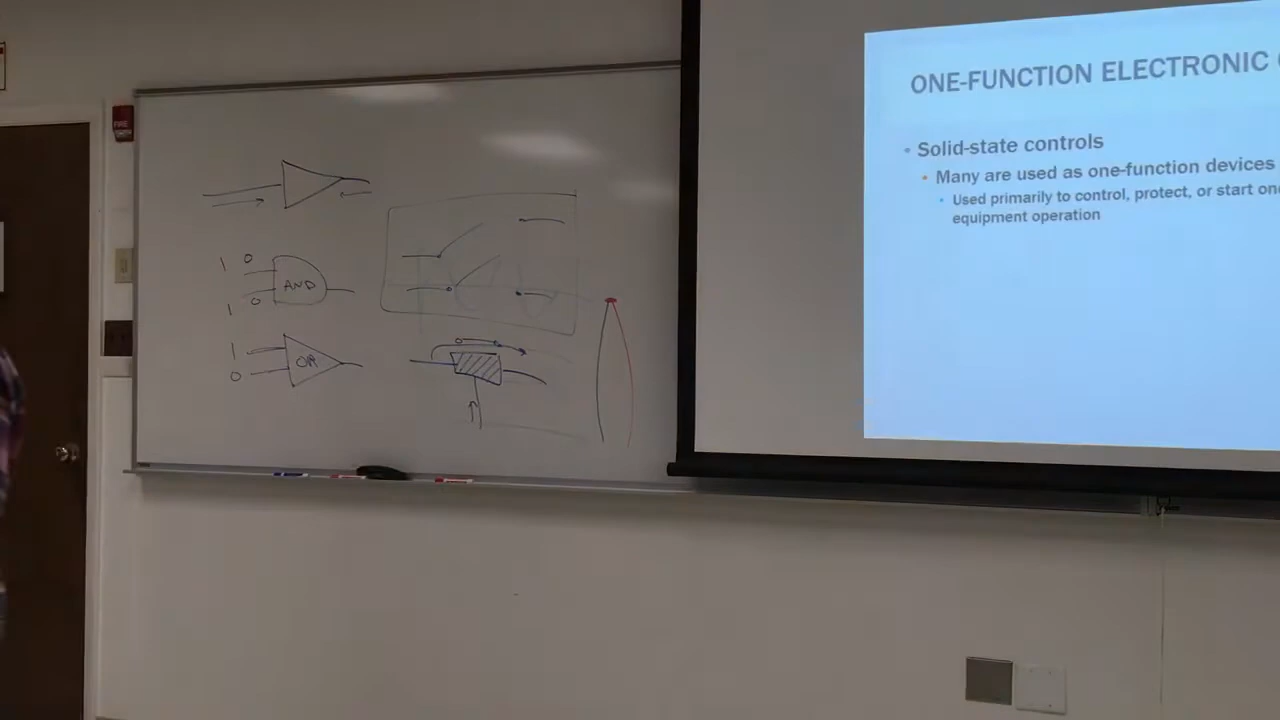 FIRE
1 0
AND
1 0
1
OR
0
ONE-FUNCTION ELECTRONIC
• Solid-state controls
• Many are used as one-function devices
• Used primarily to control, protect, or start one
equipment operation